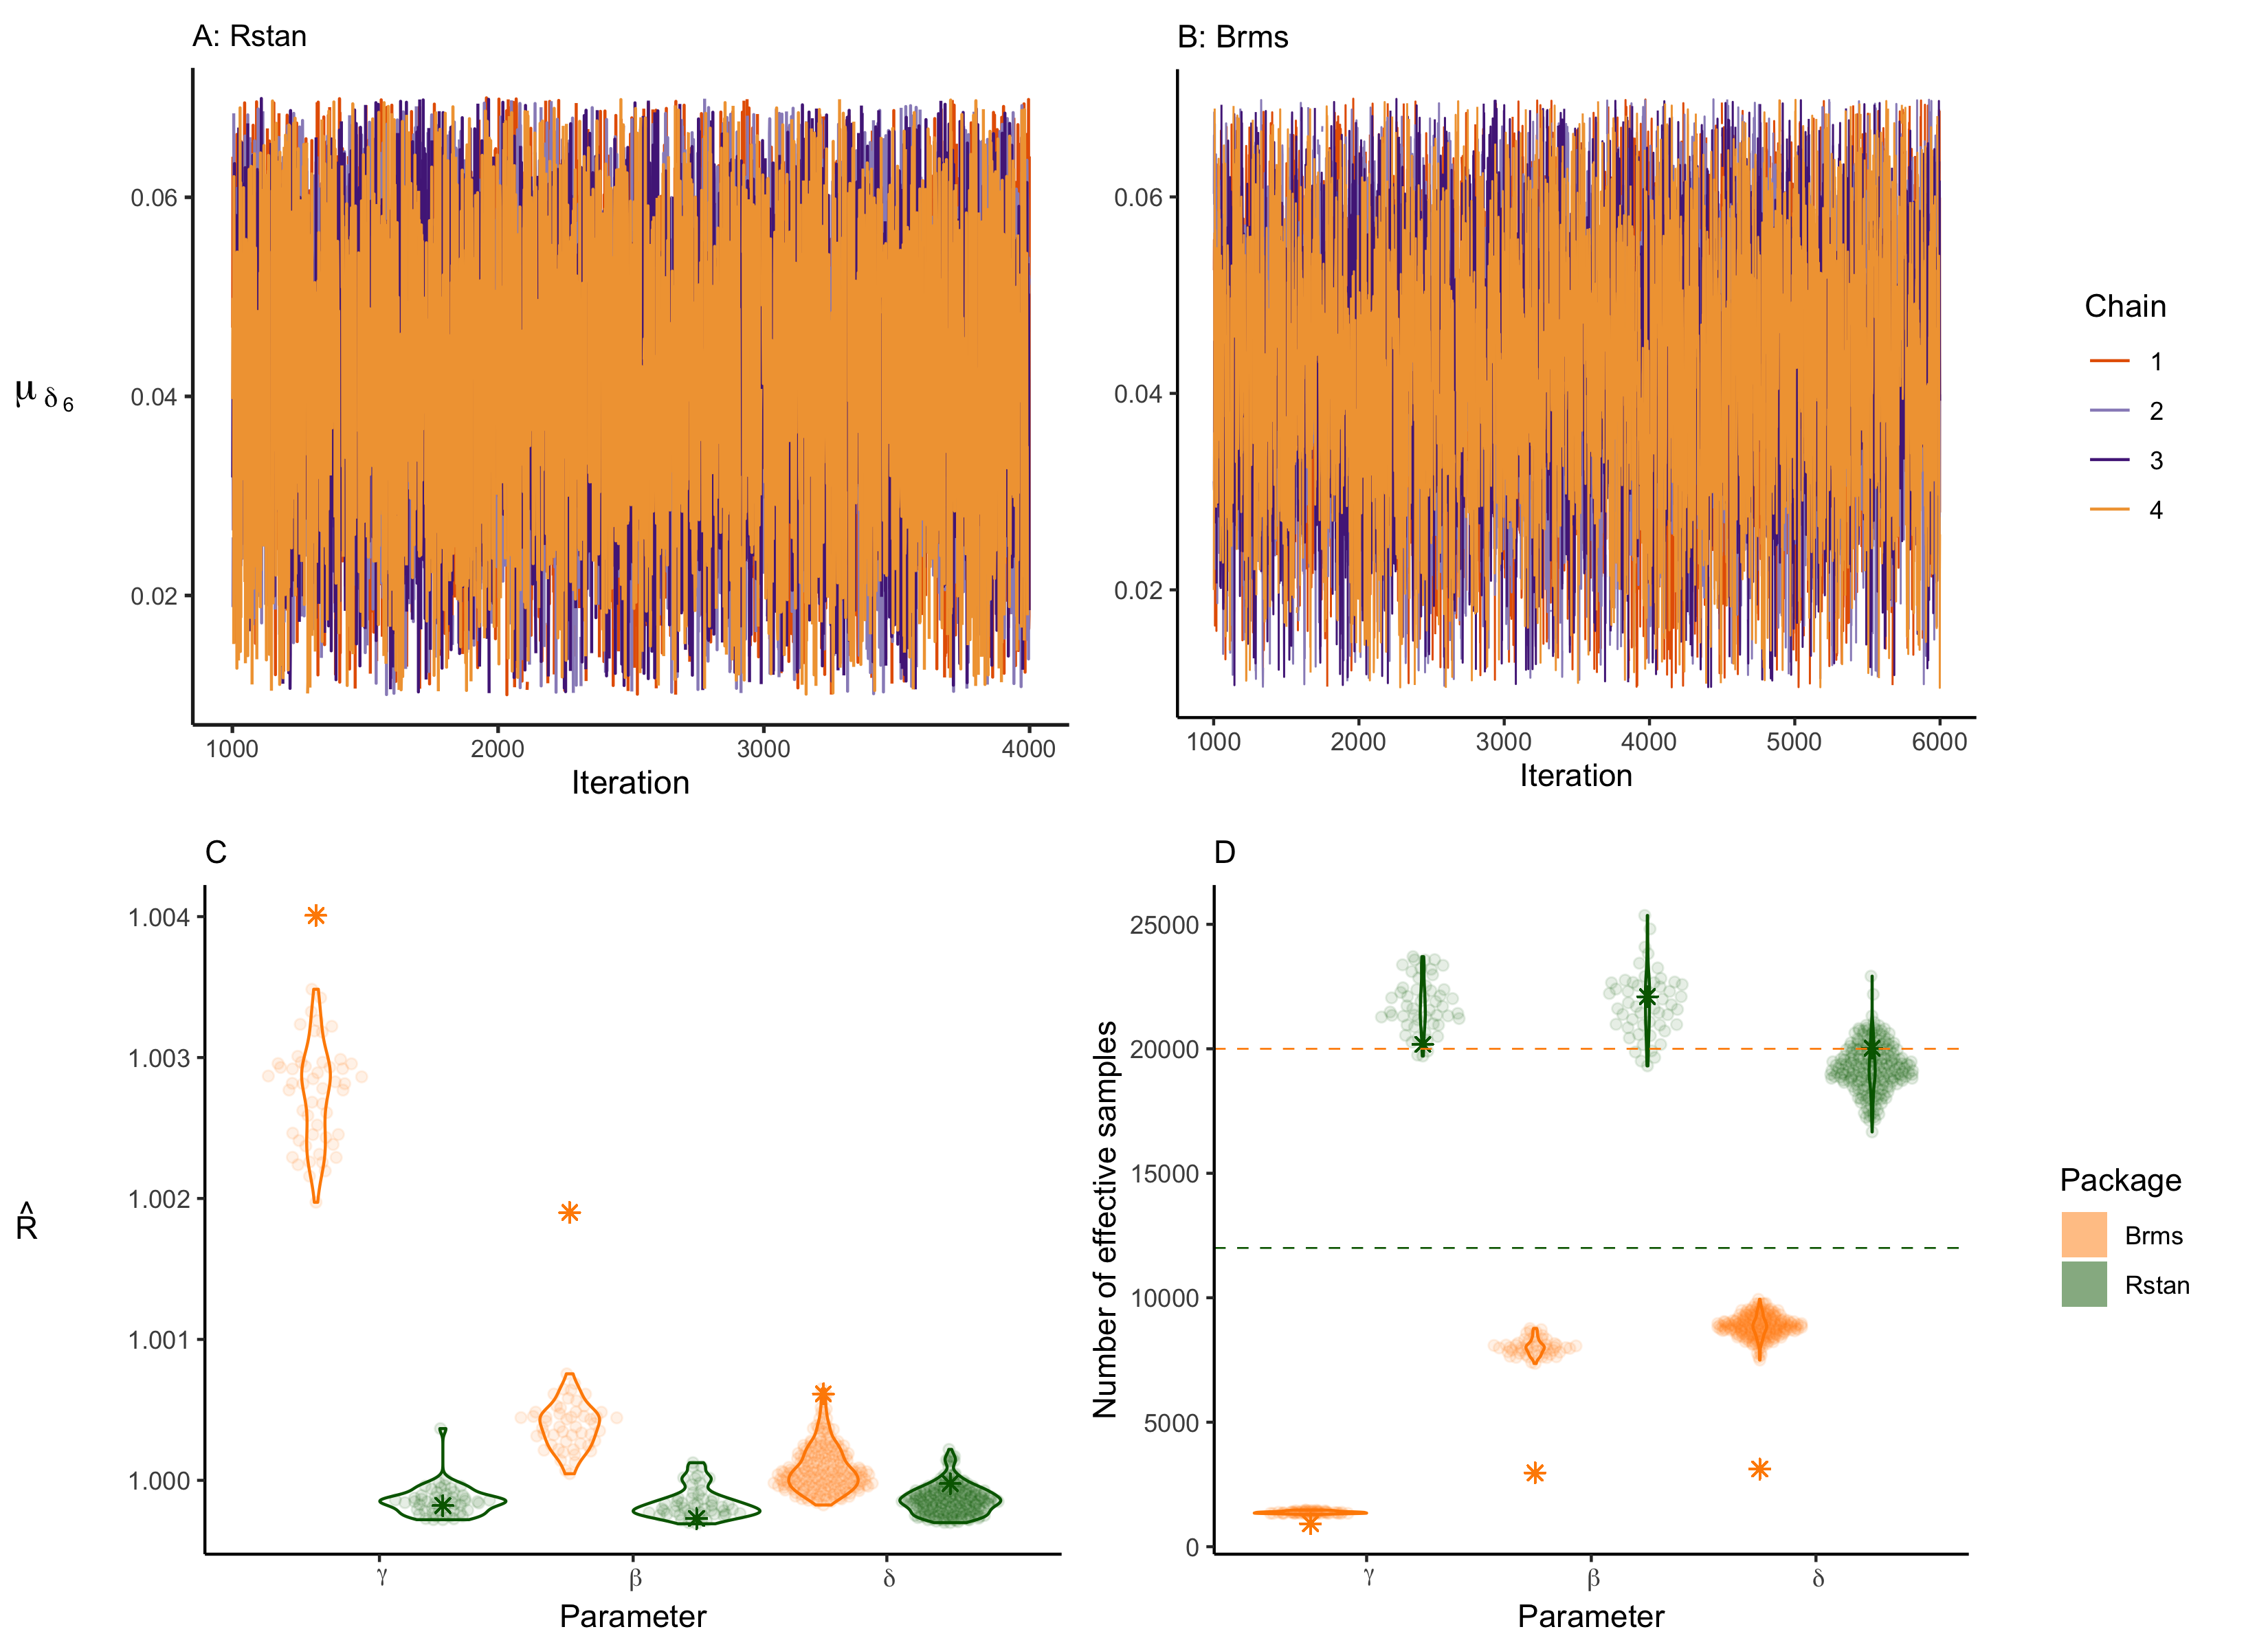 A: Rstan
0.06
0.04
0.02
μ δ 6
1000 2000 3000 4000
Iteration
B: Brms
0.06
0.04
0.02
1000 2000 3000 4000 5000 6000
Iteration
Chain
1
2
3
4
C
1.004
1.003
1.002
1.001
1.000
R̂
γ β δ
Parameter
D
25000
20000
15000
10000
5000
0
Number of effective samples
γ β δ
Parameter
Package
Brms
Rstan